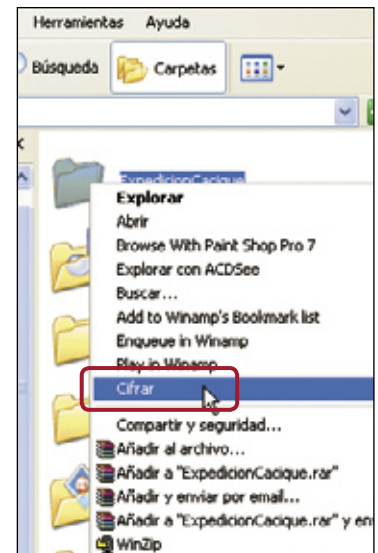 Herramientas Ayuda
Búsqueda Carpetas
ExpedicionCacique
Explorar
Abrir
Browse With Paint Shop Pro 7
Explorar con ACDSee
Buscar...
Add to Winamp's Bookmark list
Enqueue in Winamp
Play in Winamp
Cifrar
Compartir y seguridad...
Añadir al archivo...
Añadir a "ExpedicionCacique.rar"
Añadir y enviar por email...
Añadir a "ExpedicionCacique.rar" y en
WinZip